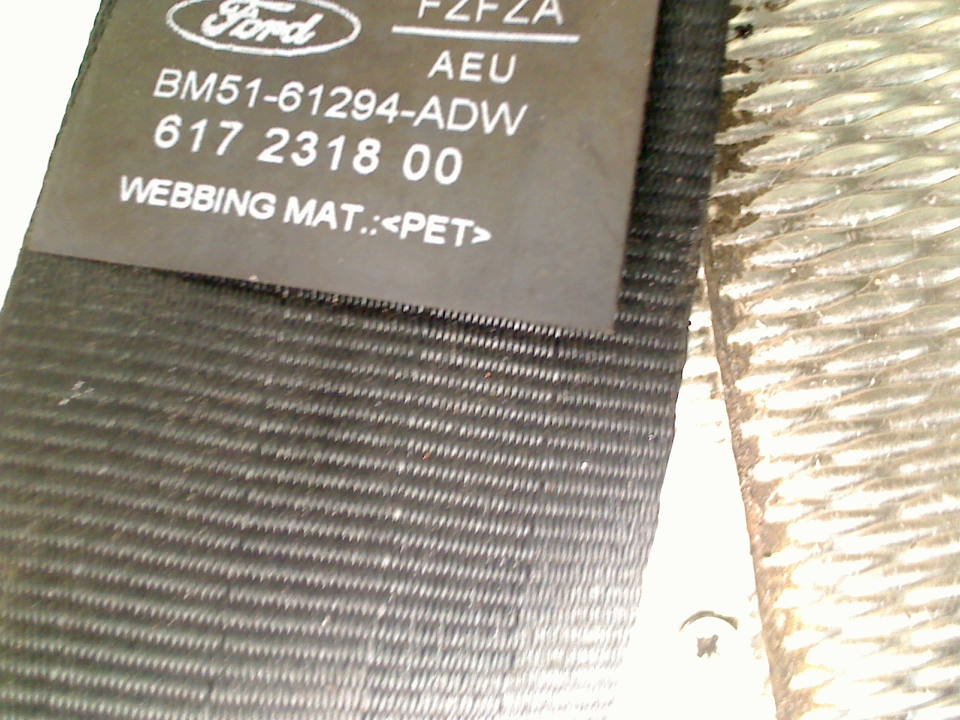 Ford
FZFZA
AEU
BM51-61294-ADW
617 2318 00
WEBBING MAT.:<PET>